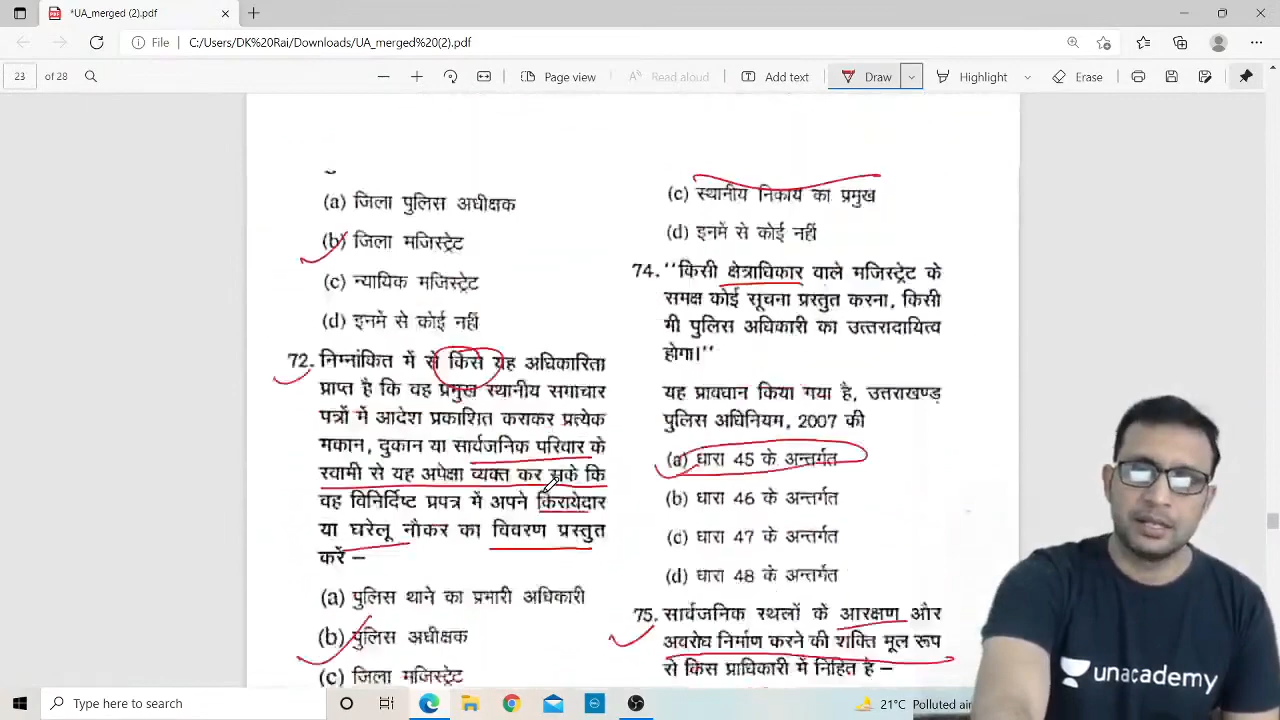 *UA_merged (2).pdf
File
C:/Users/DK%20Rai/Downloads/UA_merged%20(2).pdf
23
of 28
Page view
Read aloud
Add text
Draw
Highlight
Erase
(a) जिला पुलिस अधीक्षक
(b) जिला मजिस्ट्रेट
(c) न्यायिक मजिस्ट्रेट
(d) इनमें से कोई नहीं
72. निम्नांकित में से किसे यह अधिकारिता
प्राप्त है कि वह प्रमुख स्थानीय समाचार
पत्रों में आदेश प्रकाशित कराकर प्रत्येक
मकान, दुकान या सार्वजनिक परिवार के
स्वामी से यह अपेक्षा व्यक्त कर सके कि
वह विनिर्दिष्ट प्रपत्र में अपने किरायेदार
या घरेलू नौकर का विवरण प्रस्तुत
करें –
(a) पुलिस थाने का प्रभारी अधिकारी
(b) पुलिस अधीक्षक
(c) जिला मजिस्ट्रेट
(c) स्थानीय निकाय का प्रमुख
(d) इनमें से कोई नहीं
74. "किसी क्षेत्राधिकार वाले मजिस्ट्रेट के
समक्ष कोई सूचना प्रस्तुत करना, किसी
भी पुलिस अधिकारी का उत्तरादायित्व
होगा।"
यह प्रावधान किया गया है, उत्तराखण्ड
पुलिस अधिनियम, 2007 की
(a) धारा 45 के अन्तर्गत
(b) धारा 46 के अन्तर्गत
(c) धारा 47 के अन्तर्गत
(d) धारा 48 के अन्तर्गत
75. सार्वजनिक स्थलों के आरक्षण और
अवरोध निर्माण करने की शक्ति मूल रूप
से किस प्राधिकारी में निहित है –
unacademy
Type here to search
21°C Polluted air